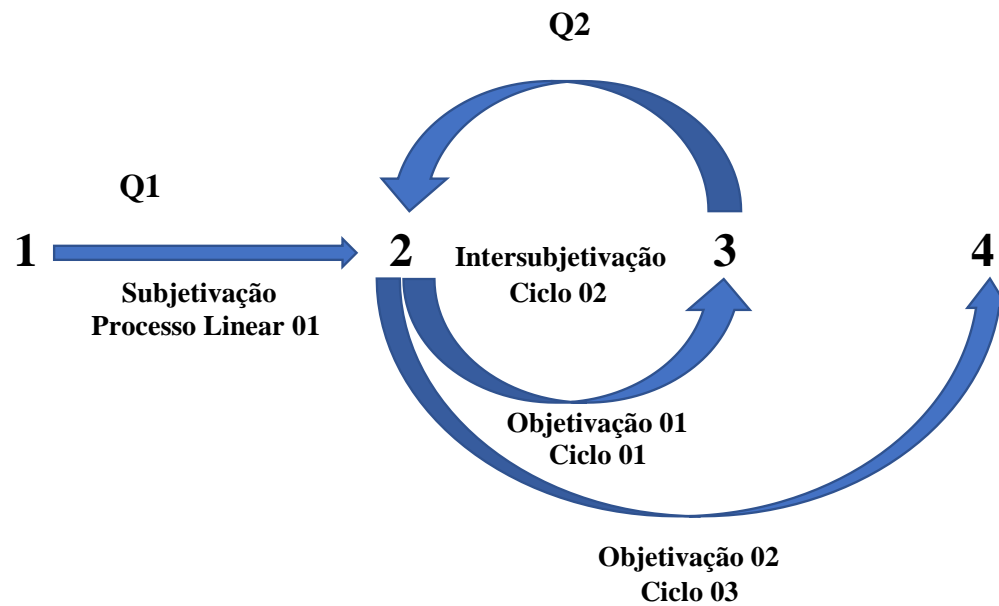 Q2
Q1
1
2
Intersubjetivação
Ciclo 02
3
4
Subjetivação
Processo Linear 01
Objetivação 01
Ciclo 01
Objetivação 02
Ciclo 03